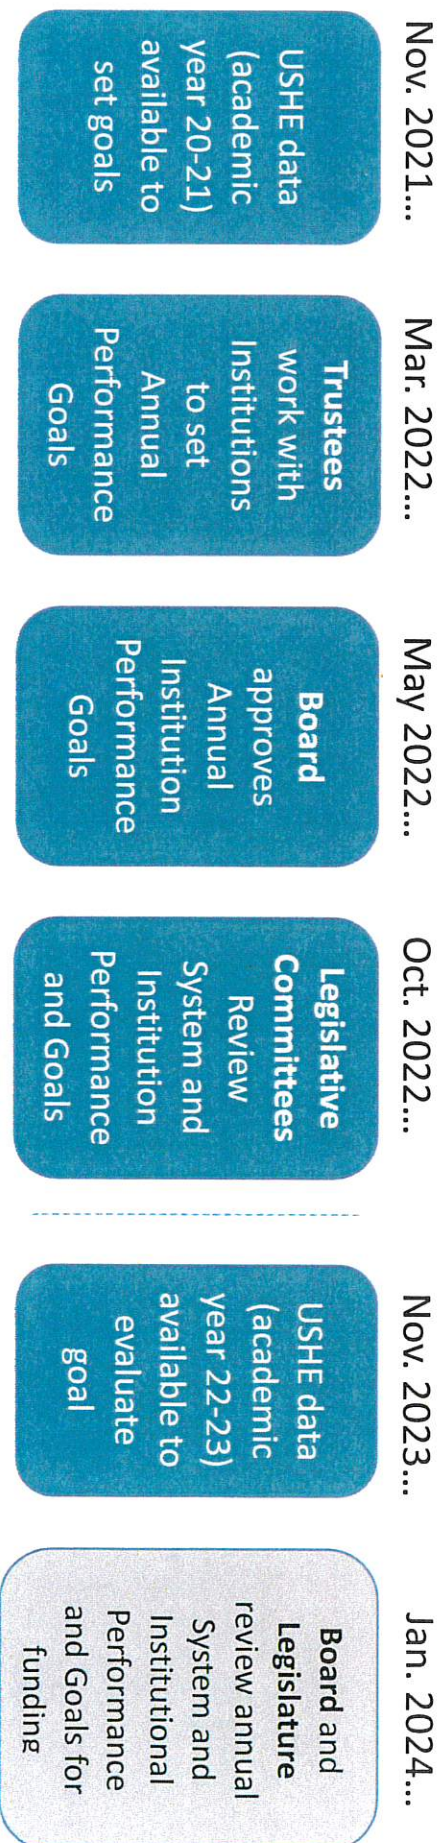 Nov. 2021...
USHE data
(academic
year 20-21)
available to
set goals
Mar. 2022...
Trustees
work with
Institutions
to set
Annual
Performance
Goals
May 2022...
Board
approves
Annual
Institution
Performance
Goals
Oct. 2022...
Legislative
Committees
Review
System and
Institution
Performance
and Goals
Nov. 2023...
USHE data
(academic
year 22-23)
available to
evaluate
goal
Jan. 2024...
Board and
Legislature
review annual
System and
Institutional
Performance
and Goals for
funding